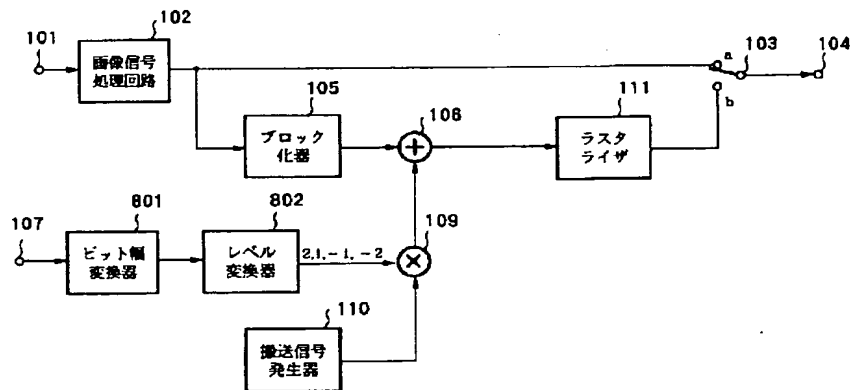 102
101
画像信号
処理回路
a
103
104
b
105
ブロック
化器
108
111
ラスタ
ライザ
107
801
ビット幅
変換器
802
レベル
変換器
2,1,-1,-2
109
110
搬送信号
発生器